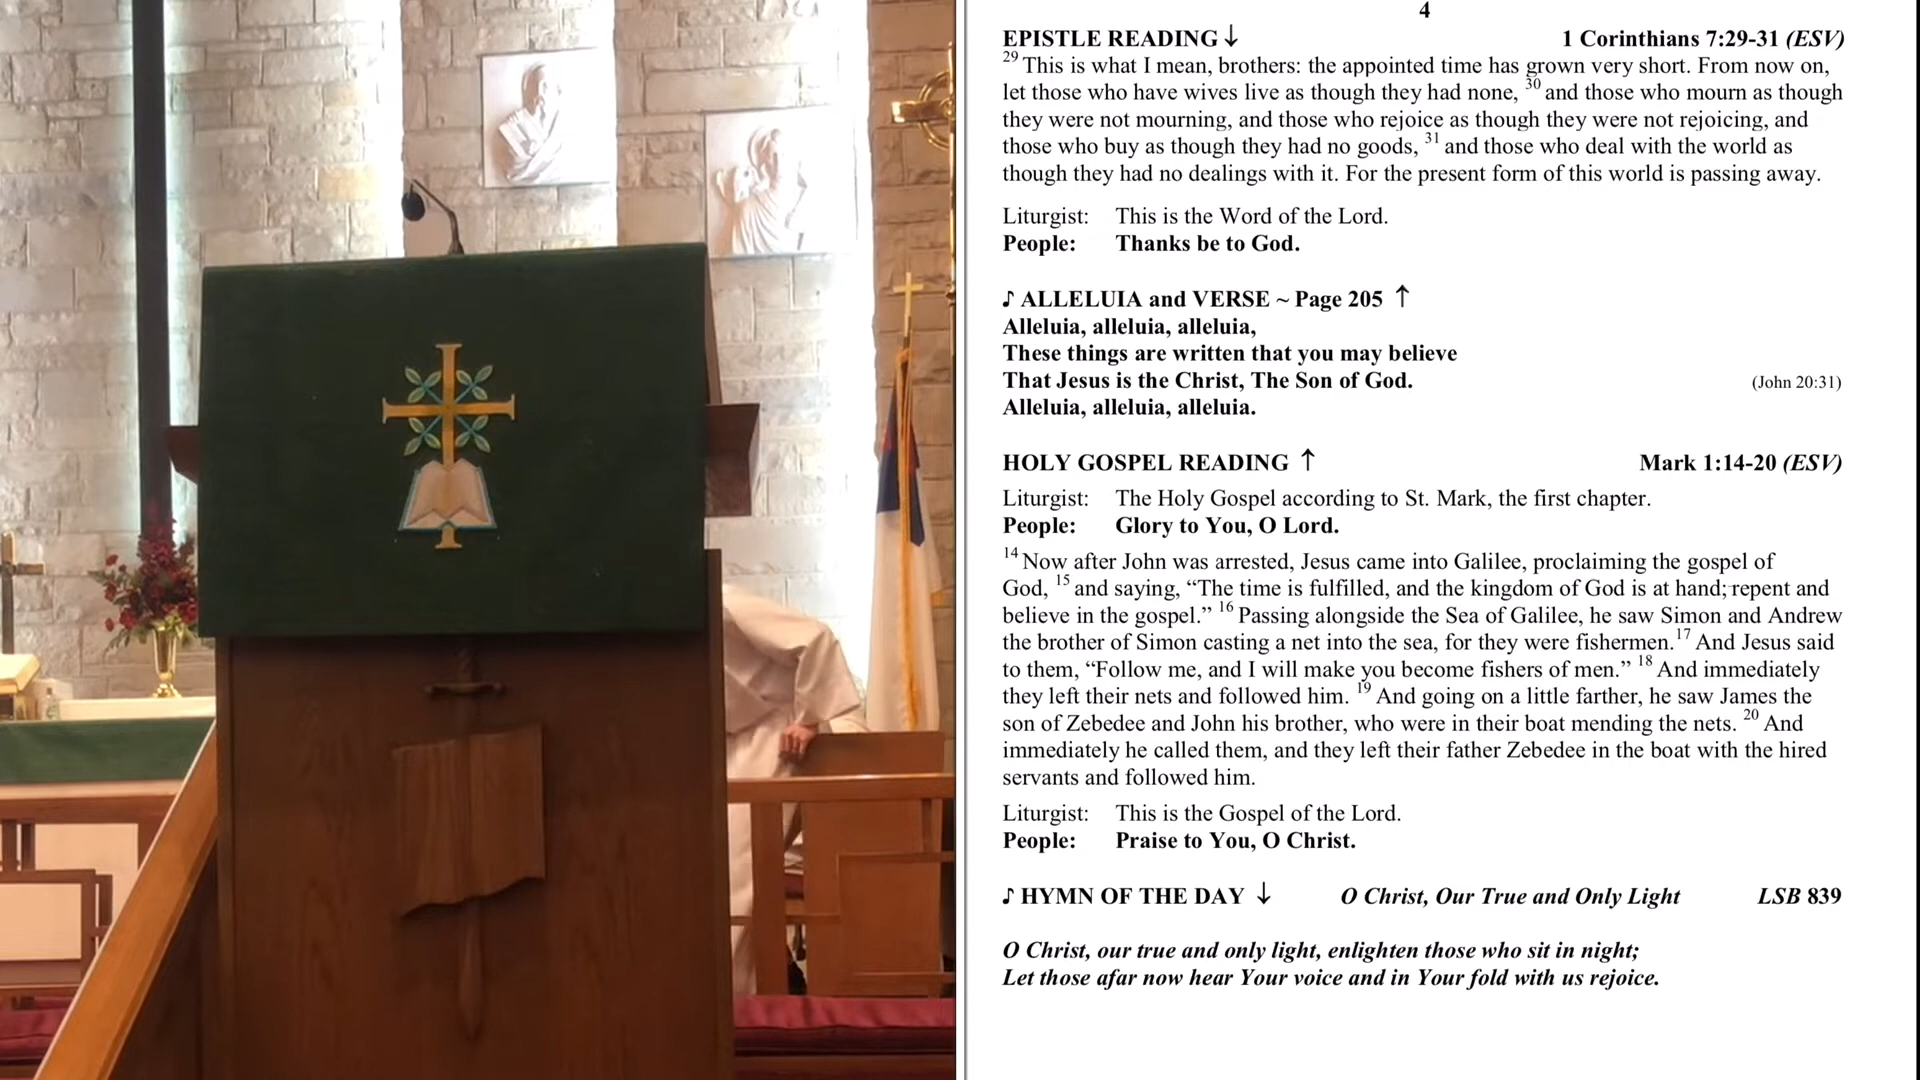 4
EPISTLE READING↓ 1 Corinthians 7:29-31 (ESV)
29 This is what I mean, brothers: the appointed time has grown very short. From now on,
let those who have wives live as though they had none, 30 and those who mourn as though
they were not mourning, and those who rejoice as though they were not rejoicing, and
those who buy as though they had no goods, 31 and those who deal with the world as
though they had no dealings with it. For the present form of this world is passing away.
Liturgist: This is the Word of the Lord.
People: Thanks be to God.
♪ ALLELUIA and VERSE ~ Page 205 ↑
Alleluia, alleluia, alleluia,
These things are written that you may believe
That Jesus is the Christ, The Son of God. (John 20:31)
Alleluia, alleluia, alleluia.
HOLY GOSPEL READING ↑ Mark 1:14-20 (ESV)
Liturgist: The Holy Gospel according to St. Mark, the first chapter.
People: Glory to You, O Lord.
14 Now after John was arrested, Jesus came into Galilee, proclaiming the gospel of
God, 15 and saying, “The time is fulfilled, and the kingdom of God is at hand; repent and
believe in the gospel.” 16 Passing alongside the Sea of Galilee, he saw Simon and Andrew
the brother of Simon casting a net into the sea, for they were fishermen. 17 And Jesus said
to them, “Follow me, and I will make you become fishers of men.” 18 And immediately
they left their nets and followed him. 19 And going on a little farther, he saw James the
son of Zebedee and John his brother, who were in their boat mending the nets. 20 And
immediately he called them, and they left their father Zebedee in the boat with the hired
servants and followed him.
Liturgist: This is the Gospel of the Lord.
People: Praise to You, O Christ.
♪ HYMN OF THE DAY ↓ O Christ, Our True and Only Light LSB 839
O Christ, our true and only light, enlighten those who sit in night;
Let those afar now hear Your voice and in Your fold with us rejoice.